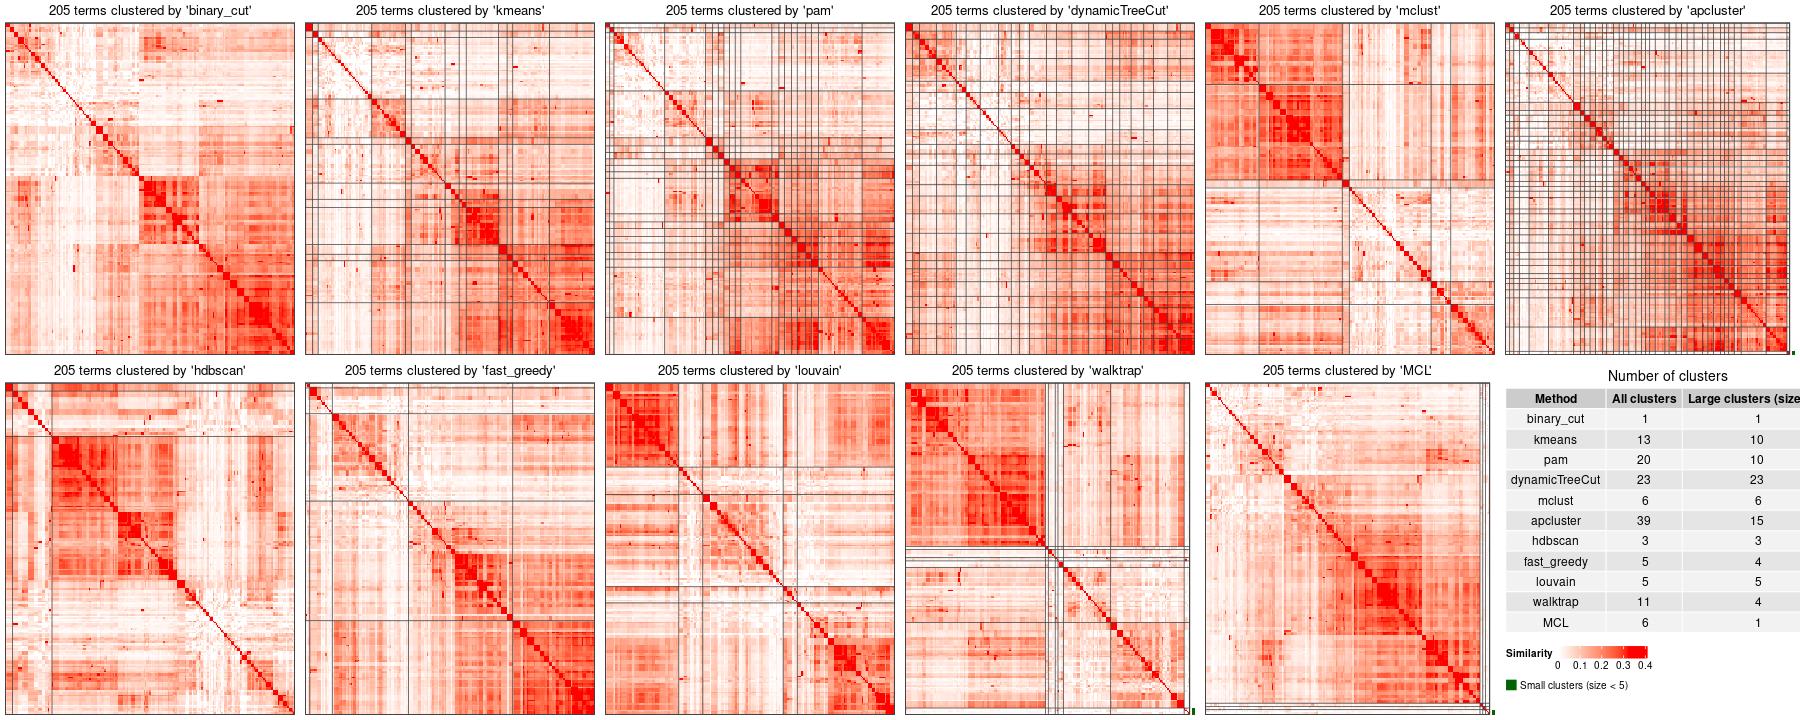 205 terms clustered by 'binary_cut'
205 terms clustered by 'kmeans'
205 terms clustered by 'pam'
205 terms clustered by 'dynamicTreeCut'
205 terms clustered by 'mclust'
205 terms clustered by 'apcluster'
205 terms clustered by 'hdbscan'
205 terms clustered by 'fast_greedy'
205 terms clustered by 'louvain'
205 terms clustered by 'walktrap'
205 terms clustered by 'MCL'
Number of clusters
Method All clusters Large clusters (size
binary_cut 1 1
kmeans 13 10
pam 20 10
dynamicTreeCut 23 23
mclust 6 6
apcluster 39 15
hdbscan 3 3
fast_greedy 5 4
louvain 5 5
walktrap 11 4
MCL 6 1
Similarity
0 0.1 0.2 0.3 0.4
Small clusters (size < 5)